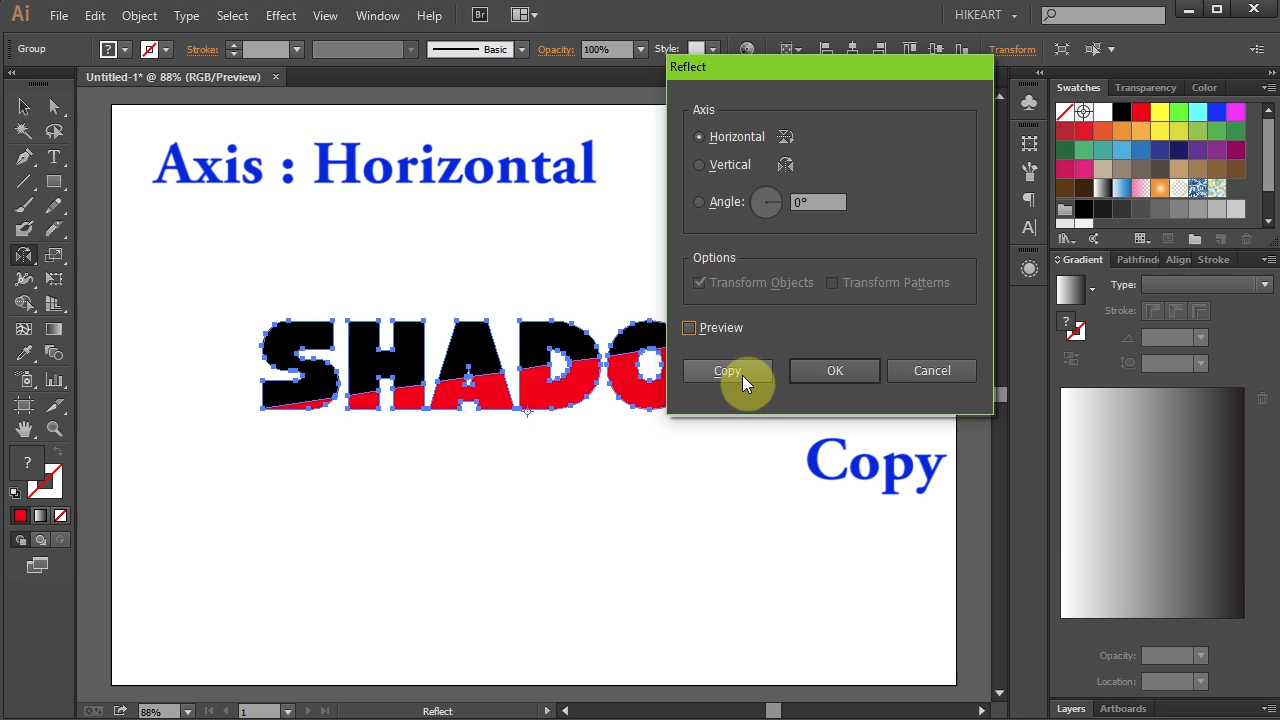 Ai File Edit Object Type Select Effect View Window Help Br HIKEART
Group Stroke: Basic Opacity: 100% Style: Transform
Untitled-1* @ 88% (RGB/Preview) ×
Reflect
Axis
Horizontal
Vertical
Angle: 0°
Options
Transform Objects Transform Patterns
Preview
Copy OK Cancel
Axis : Horizontal
SHADO
Copy
Swatches Transparency Color
Gradient Pathfinde Align Stroke
Type:
Stroke:
Opacity:
Location:
Layers Artboards
88% 1 Reflect